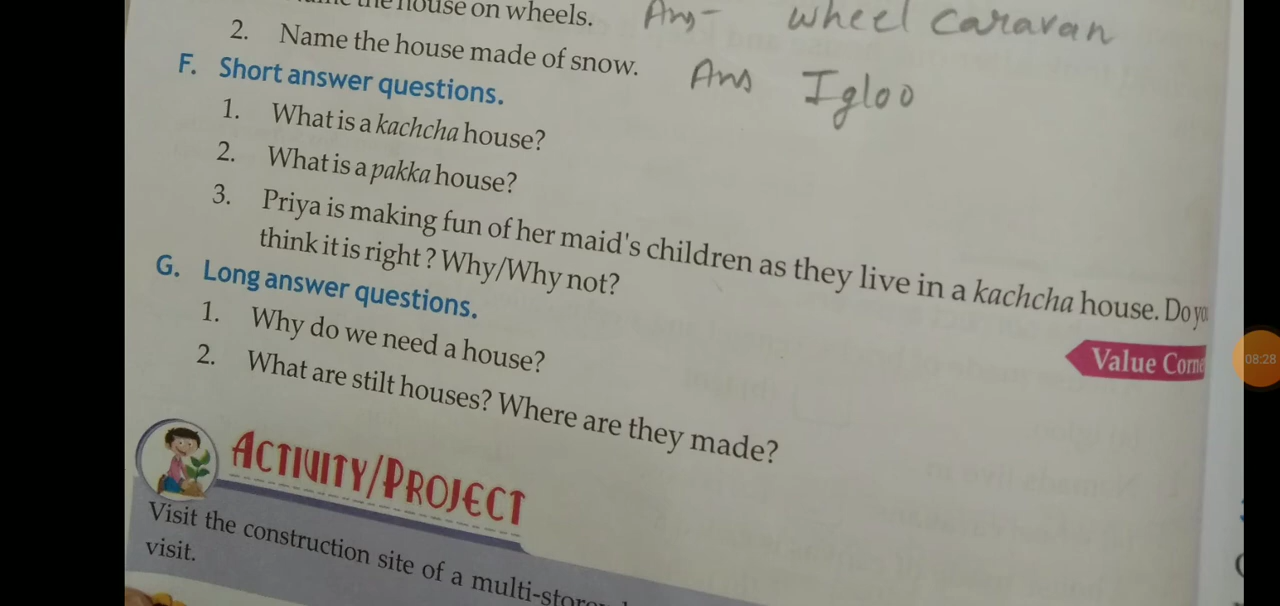 the house on wheels. Ans- wheel caravan
2. Name the house made of snow. Ans Igloo
F. Short answer questions.
1. What is a kachcha house?
2. What is a pakka house?
3. Priya is making fun of her maid's children as they live in a kachcha house. Do
think it is right? Why/Why not?
Value
G. Long answer questions.
1. Why do we need a house?
2. What are stilt houses? Where are they made?
ACTIVITY/PROJECT
Visit the construction site of a
visit.
08:28